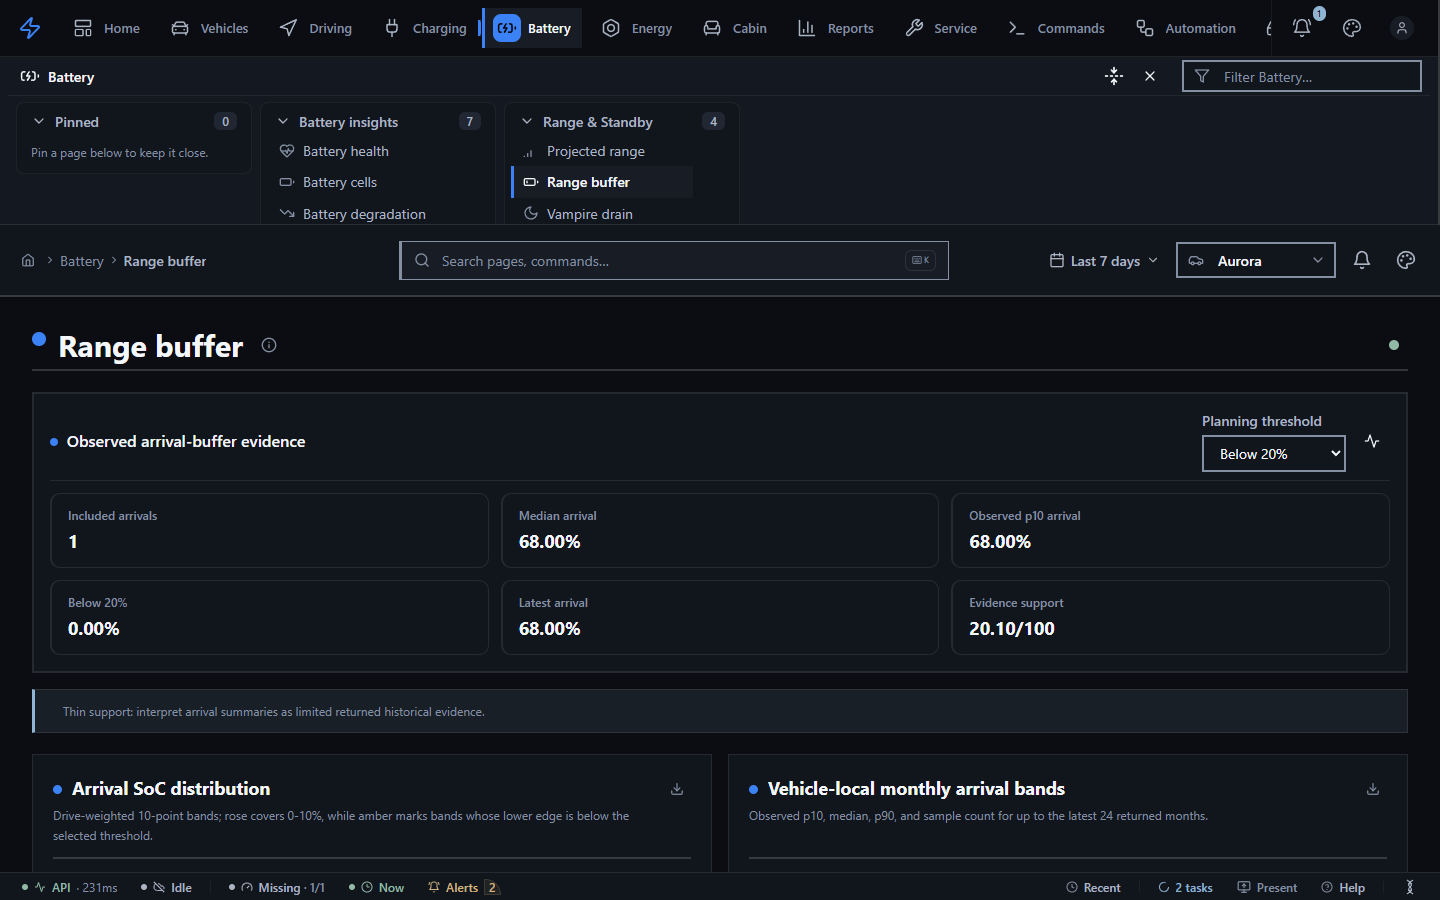 Home
Vehicles
Driving
Charging
Battery
Energy
Cabin
Reports
Service
Commands
Automation
1
Battery
Filter Battery...
Pinned
0
Pin a page below to keep it close.
Battery insights
7
Battery health
Battery cells
Battery degradation
Range & Standby
4
Projected range
Range buffer
Vampire drain
Battery
Range buffer
Search pages, commands...
K
Last 7 days
Aurora
Range buffer
Observed arrival-buffer evidence
Planning threshold
Below 20%
Included arrivals
1
Median arrival
68.00%
Observed p10 arrival
68.00%
Below 20%
0.00%
Latest arrival
68.00%
Evidence support
20.10/100
Thin support: interpret arrival summaries as limited returned historical evidence.
Arrival SoC distribution
Drive-weighted 10-point bands; rose covers 0-10%, while amber marks bands whose lower edge is below the
selected threshold.
Vehicle-local monthly arrival bands
Observed p10, median, p90, and sample count for up to the latest 24 returned months.
API · 231ms
Idle
Missing · 1/1
Now
Alerts 2
Recent
2 tasks
Present
Help